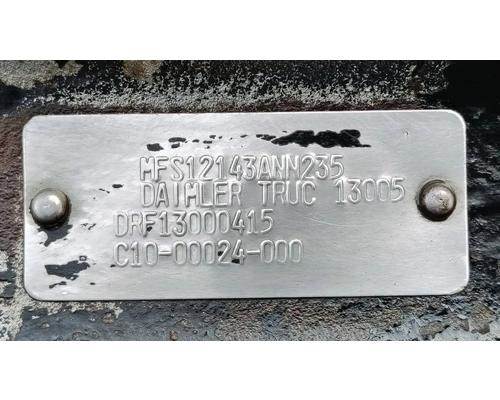 MFS12143ANN235
DAIMLER TRUC 13005
DRF13000415
C10-00024-000